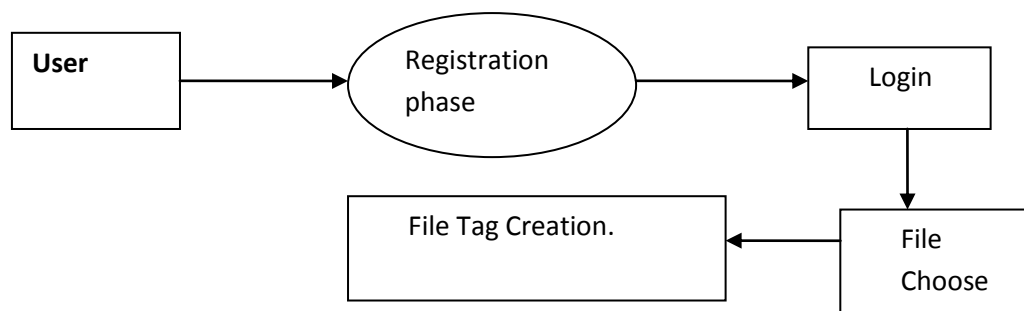 User
Registration
phase
Login
File Tag Creation.
File
Choose